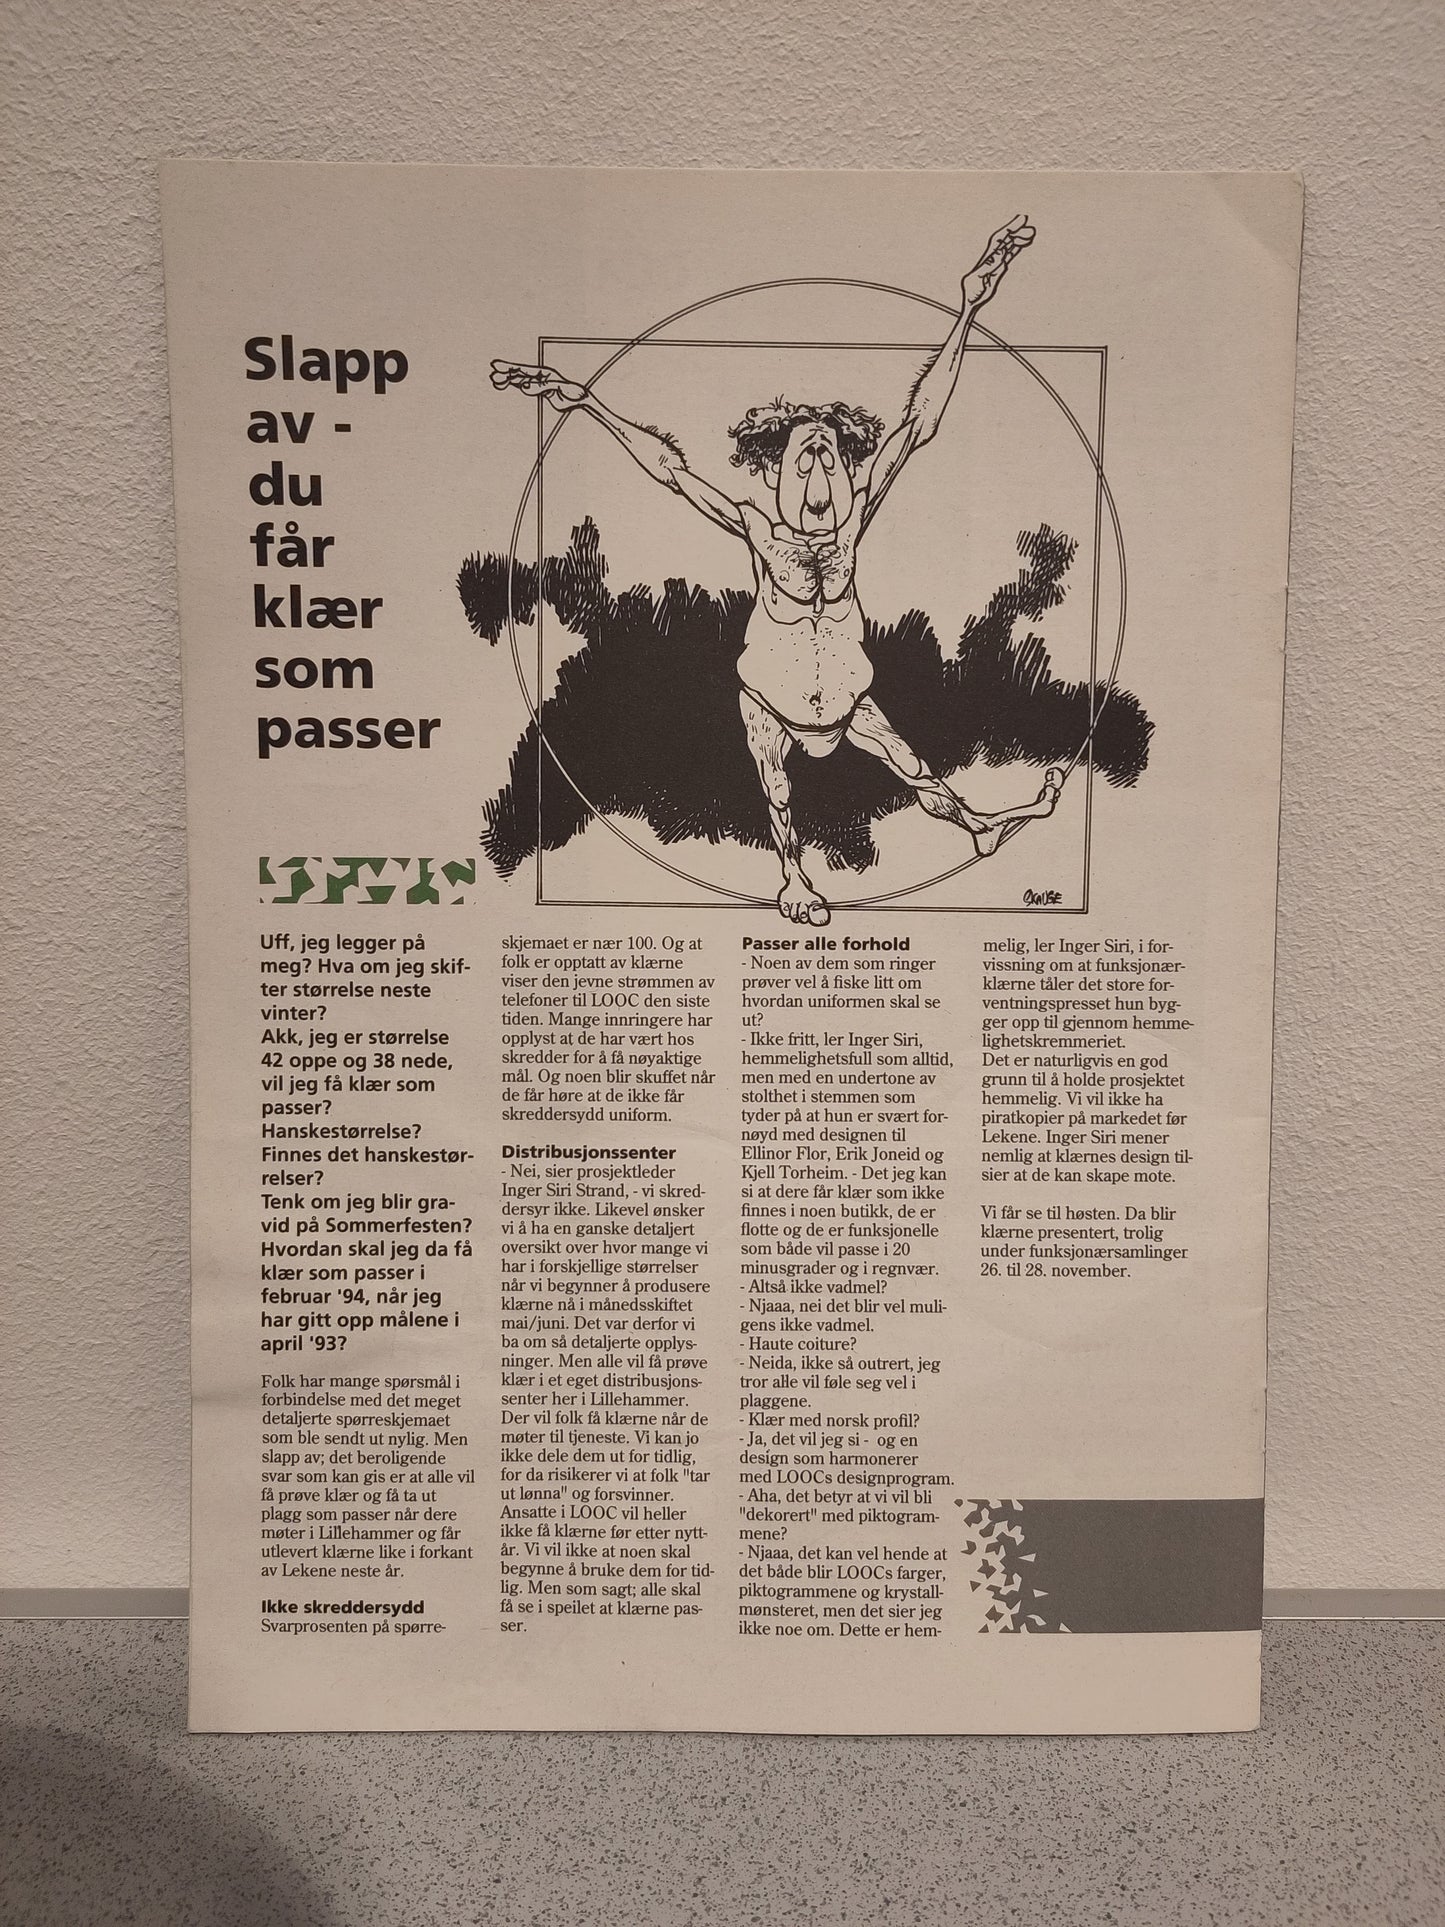 Slapp
av -
du
får
klær
som
passer
SKAUGE
Uff, jeg legger på
meg? Hva om jeg skif-
ter størrelse neste
vinter?
Akk, jeg er størrelse
42 oppe og 38 nede,
vil jeg få klær som
passer?
Hanskestørrelse?
Finnes det hanskestør-
relser?
Tenk om jeg blir gra-
vid på Sommerfesten?
Hvordan skal jeg da få
klær som passer i
februar '94, når jeg
har gitt opp målene i
april '93?
Folk har mange spørsmål i
forbindelse med det meget
detaljerte spørreskjemaet
som ble sendt ut nylig. Men
slapp av; det beroligende
svar som kan gis er at alle vil
få prøve klær og få ta ut
plagg som passer når dere
møter i Lillehammer og får
utlevert klærne like i forkant
av Lekene neste år.
Ikke skreddersydd
Svarprosenten på spørre-
skjemaet er nær 100. Og at
folk er opptatt av klærne
viser den jevne strømmen av
telefoner til LOOC den siste
tiden. Mange innringere har
opplyst at de har vært hos
skredder for å få nøyaktige
mål. Og noen blir skuffet når
de får høre at de ikke får
skreddersydd uniform.
Distribusjonssenter
- Nei, sier prosjektleder
Inger Siri Strand, - vi skred-
dersyr ikke. Likevel ønsker
vi å ha en ganske detaljert
oversikt over hvor mange vi
har i forskjellige størrelser
når vi begynner å produsere
klærne nå i månedsskiftet
mai/juni. Det var derfor vi
ba om så detaljerte opplys-
ninger. Men alle vil få prøve
klær i et eget distribusjons-
senter her i Lillehammer.
Der vil folk få klærne når de
møter til tjeneste. Vi kan jo
ikke dele dem ut for tidlig,
for da risikerer vi at folk "tar
ut lønna" og forsvinner.
Ansatte i LOOC vil heller
ikke få klærne før etter nytt-
år. Vi vil ikke at noen skal
begynne å bruke dem for tid-
lig. Men som sagt; alle skal
få se i speilet at klærne pas-
ser.
Passer alle forhold
- Noen av dem som ringer
prøver vel å fiske litt om
hvordan uniformen skal se
ut?
- Ikke fritt, ler Inger Siri,
hemmelighetsfull som alltid,
men med en undertone av
stolthet i stemmen som
tyder på at hun er svært for-
nøyd med designen til
Ellinor Flor, Erik Joneid og
Kjell Torheim. - Det jeg kan
si at dere får klær som ikke
finnes i noen butikk, de er
flotte og de er funksjonelle
som både vil passe i 20
minusgrader og i regnvær.
- Altså ikke vadmel?
- Njaaa, nei det blir vel muli-
gens ikke vadmel.
- Haute coiture?
- Neida, ikke så outrert, jeg
tror alle vil føle seg vel i
plaggene.
- Klær med norsk profil?
- Ja, det vil jeg si - og en
design som harmonerer
med LOOCs designprogram.
- Aha, det betyr at vi vil bli
"dekorert" med piktogram-
mene?
- Njaaa, det kan vel hende at
det både blir LOOCs farger,
piktogrammene og krystall-
mønsteret, men det sier jeg
ikke noe om. Dette er hem-
melig, ler Inger Siri, i for-
vissning om at funksjonær-
klærne tåler det store for-
ventningspresset hun byg-
ger opp til gjennom hemme-
lighetskremmeriet.
Det er naturligvis en god
grunn til å holde prosjektet
hemmelig. Vi vil ikke ha
piratkopier på markedet før
Lekene. Inger Siri mener
nemlig at klærnes design til-
sier at de kan skape mote.
Vi får se til høsten. Da blir
klærne presentert, trolig
under funksjonærsamlinger
26. til 28. november.